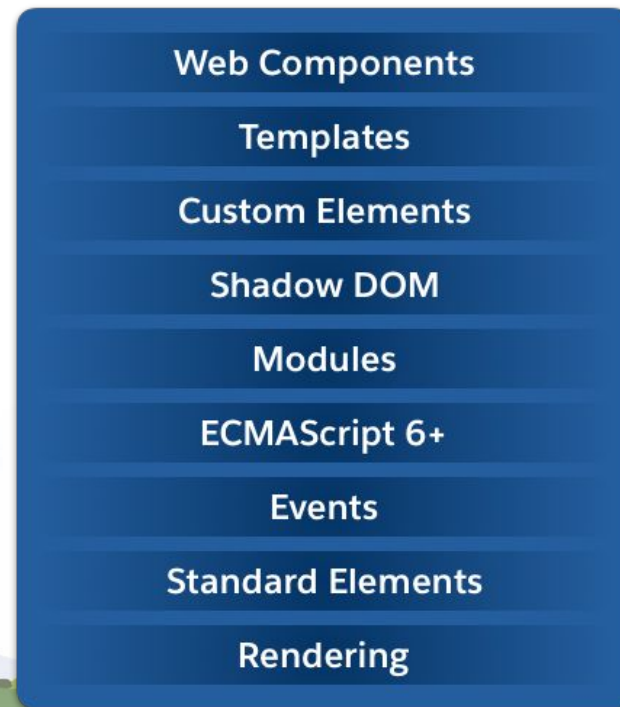 Web Components
Templates
Custom Elements
Shadow DOM
Modules
ECMAScript 6+
Events
Standard Elements
Rendering